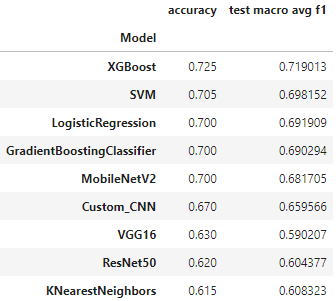 accuracy test macro avg f1
Model
XGBoost 0.725 0.719013
SVM 0.705 0.698152
LogisticRegression 0.700 0.691909
GradientBoostingClassifier 0.700 0.690294
MobileNetV2 0.700 0.681705
Custom_CNN 0.670 0.659566
VGG16 0.630 0.590207
ResNet50 0.620 0.604377
KNearestNeighbors 0.615 0.608323